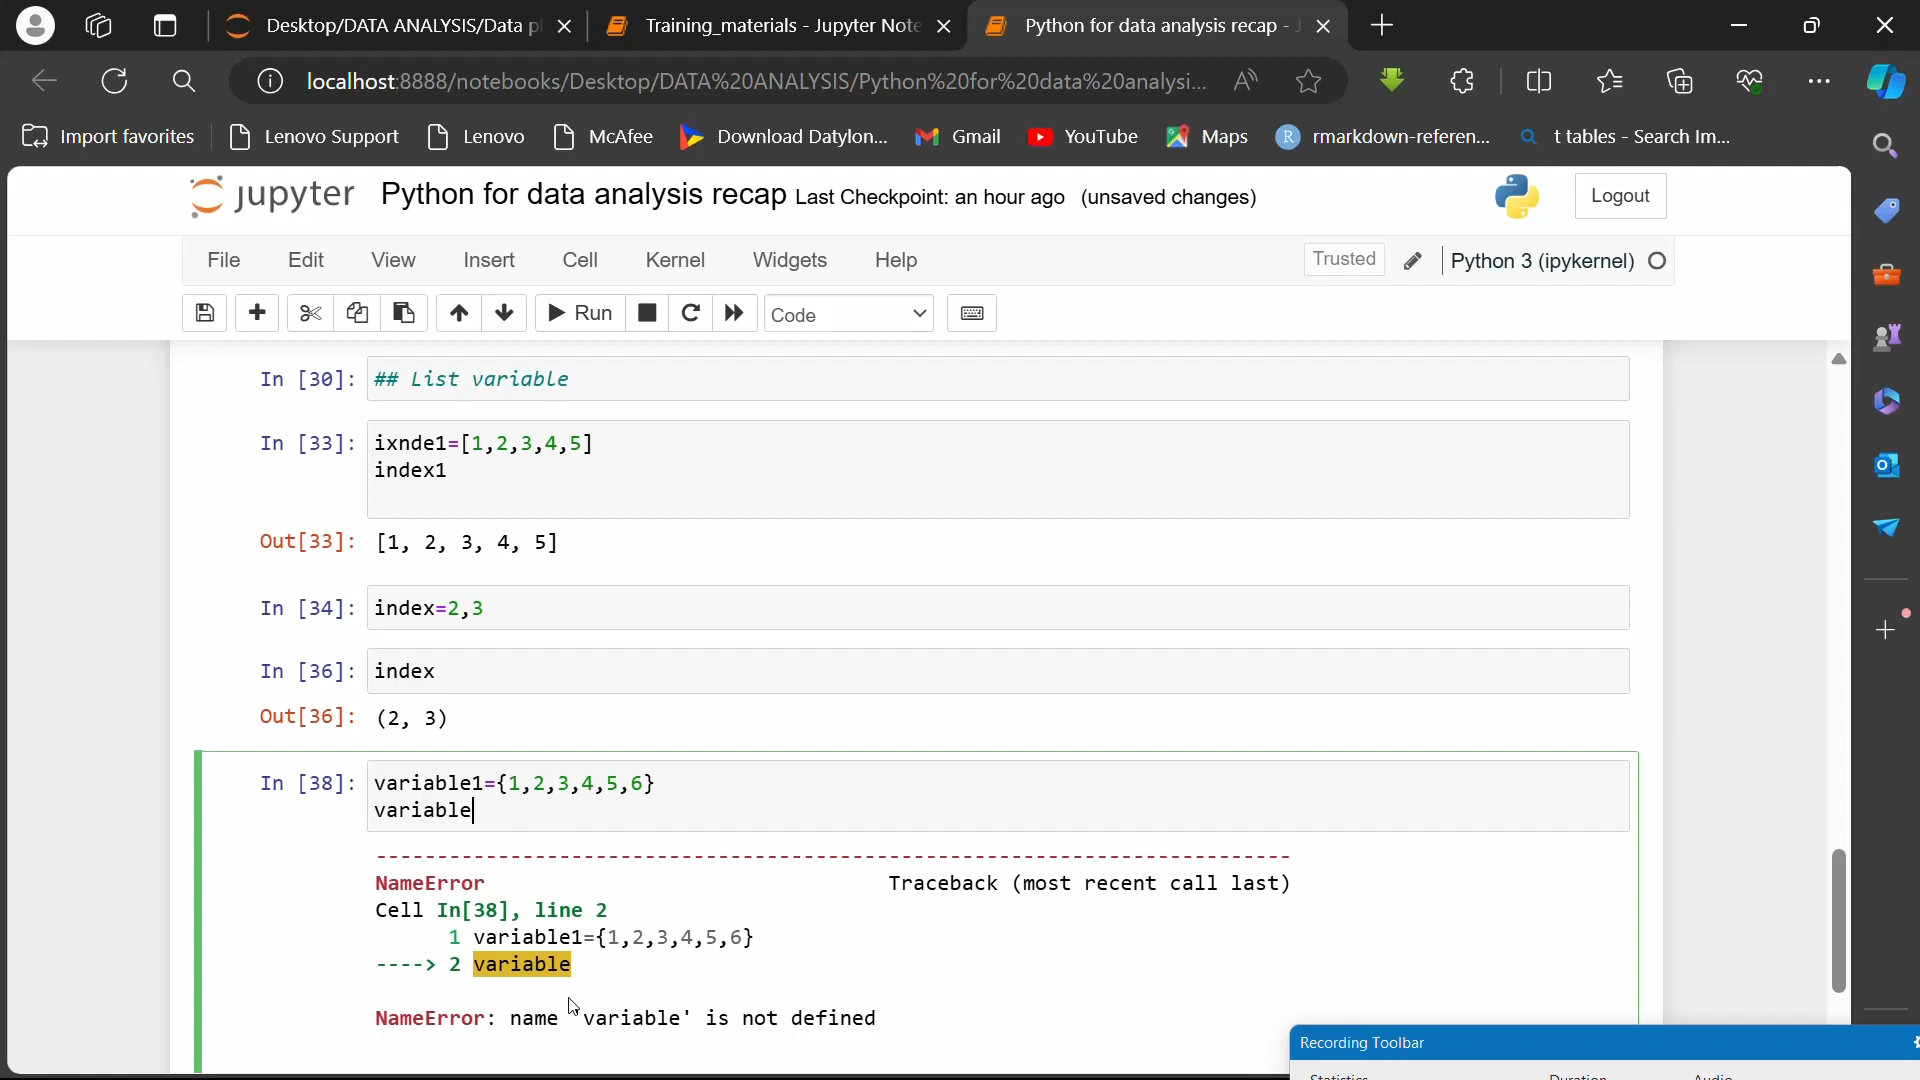 Desktop/DATA ANALYSIS/Data pl
Training_materials - Jupyter Note
Python for data analysis recap - J
localhost:8888/notebooks/Desktop/DATA%20ANALYSIS/Python%20for%20data%20analysi...
Import favorites
Lenovo Support
Lenovo
McAfee
Download Datylon...
Gmail
YouTube
Maps
rmarkdown-referen...
t tables - Search Im...
jupyter Python for data analysis recap Last Checkpoint: an hour ago (unsaved changes)
Logout
File Edit View Insert Cell Kernel Widgets Help
Trusted
Python 3 (ipykernel)
Run
Code
In [30]: ## List variable
In [33]: ixnde1=[1,2,3,4,5]
index1
Out[33]: [1, 2, 3, 4, 5]
In [34]: index=2,3
In [36]: index
Out[36]: (2, 3)
In [38]: variable1={1,2,3,4,5,6}
variable
---------------------------------------------------------------------------
NameError Traceback (most recent call last)
Cell In[38], line 2
1 variable1={1,2,3,4,5,6}
----> 2 variable
NameError: name 'variable' is not defined
Recording Toolbar
Statistics Duration Audio